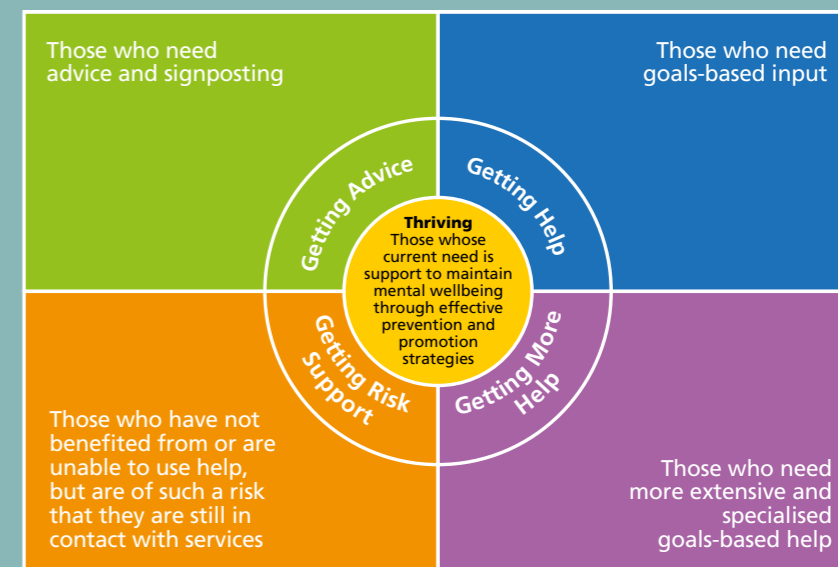 Those who need
advice and signposting
Those who need
goals-based input
Getting Advice
Getting Help
Thriving
Those whose
current need is
support to maintain
mental wellbeing
through effective
prevention and
promotion
strategies
Getting Risk
Support
Getting More
Help
Those who have not
benefited from or are
unable to use help,
but are of such a risk
that they are still in
contact with services
Those who need
more extensive and
specialised
goals-based help